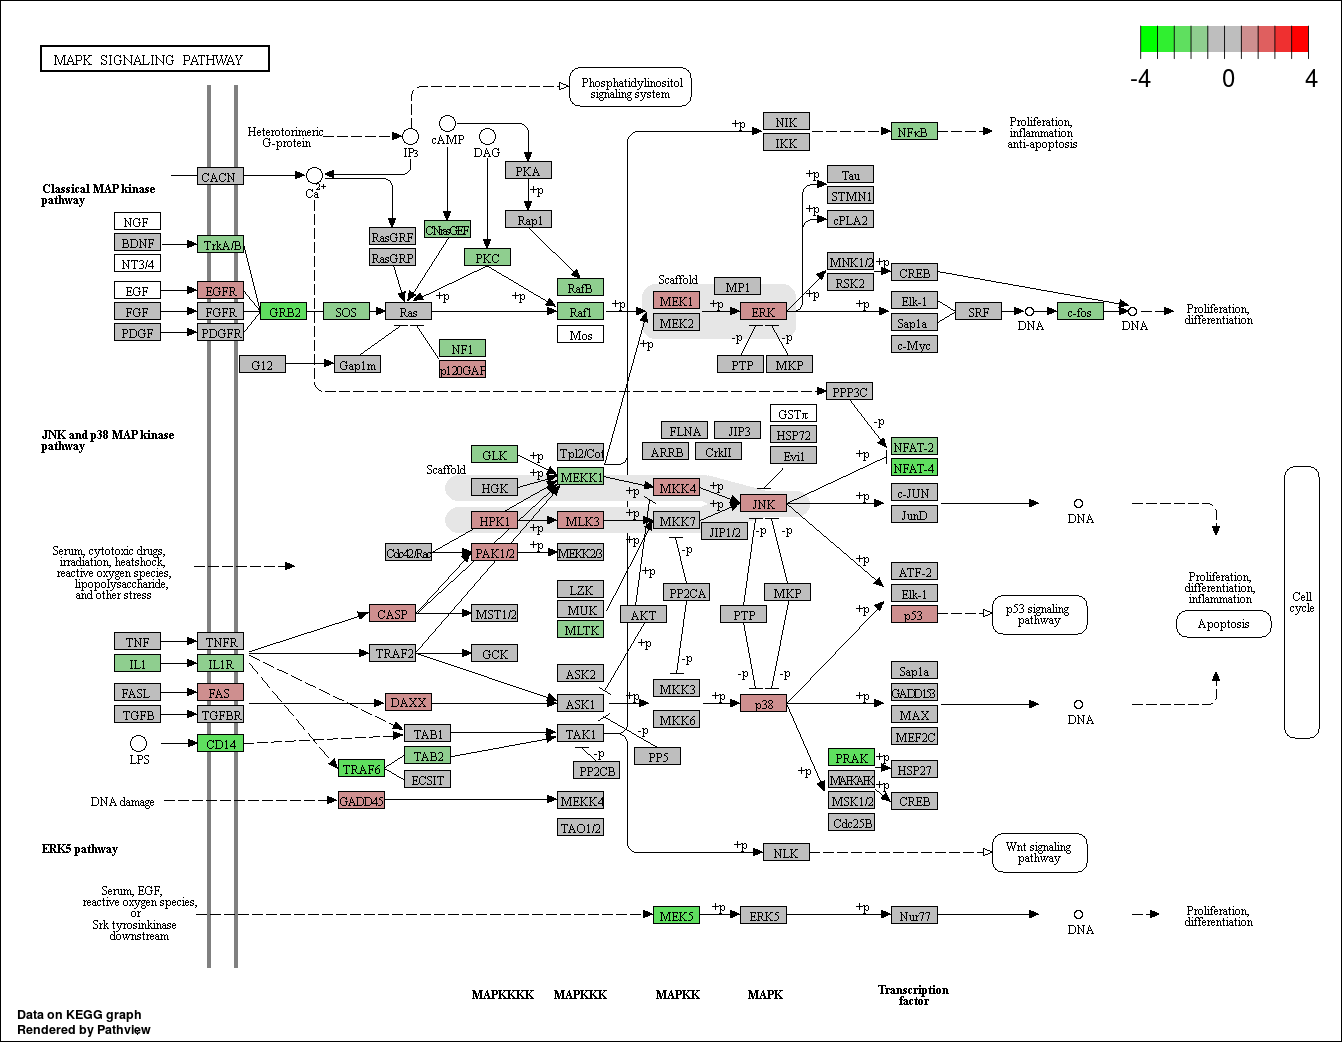 MAPK SIGNALING PATHWAY
-4
0
4
Phosphatidylinositol
signaling system
Heterotorimeric
G-protein
IP3
cAMP
DAG
+p
NIK
IKK
NFκB
Proliferation,
inflammation
anti-apoptosis
CACN
Ca2+
PKA
+p
Rap1
+p
Tau
STMN1
+p
cPLA2
Classical MAP kinase
pathway
NGF
BDNF
NT3/4
EGF
FGF
PDGF
TrkA/B
EGFR
FGFR
PDGFR
GRB2
SOS
RasGRF
RasGRP
CNrasGEF
PKC
Ras
+p
+p
RafB
Raf1
Mos
+p
+p
Scaffold
MEK1
MEK2
+p
MP1
ERK
+p
MNK1/2
RSK2
+p
CREB
+p
Elk-1
Sap1a
c-Myc
SRF
DNA
c-fos
DNA
Proliferation,
differentiation
G12
Gap1m
NF1
p120GAP
-p
-p
PTP
MKP
PPP3C
-p
JNK and p38 MAP kinase
pathway
Scaffold
GLK
HGK
HPK1
PAK1/2
+p
+p
+p
+p
Tpl2/Cot
MEKK1
MLK3
MEKK2/3
FLNA
JIP3
ARRB
CrkII
GSTπ
HSP72
Evi1
MKK4
MKK7
+p
+p
+p
+p
+p
JNK
JIP1/2
+p
NFAT-2
NFAT-4
+p
c-JUN
JunD
DNA
Cell
cycle
Cdc42/Rac
Serum, cytotoxic drugs,
irradiation, heatshock,
reactive oxygen species,
lipopolysaccharide,
and other stress
CASP
MST1/2
LZK
MUK
MLTK
+p
-p
AKT
PP2CA
-p
-p
PTP
MKP
+p
ATF-2
Elk-1
p53
+p
p53 signaling
pathway
Proliferation,
differentiation,
inflammation
Apoptosis
TNF
IL1
FASL
TGFB
LPS
TNFR
IL1R
FAS
TGFBR
CD14
TRAF2
GCK
DAXX
TAB1
TAB2
ECSIT
TRAF6
ASK2
ASK1
TAK1
+p
+p
-p
-p
PP2CB
PP5
-p
MKK3
MKK6
+p
-p
-p
p38
+p
Sap1a
GADD153
MAX
MEF2C
DNA
+p
PRAK
MAPKAPK
MSK1/2
Cdc25B
+p
+p
HSP27
CREB
DNA damage
GADD45
MEKK4
TAO1/2
ERK5 pathway
+p
NLK
Wnt signaling
pathway
Serum, EGF,
reactive oxygen species,
or
Srk tyrosinkinase
downstream
MEK5
+p
ERK5
+p
Nur77
DNA
Proliferation,
differentiation
MAPKKKK
MAPKKK
MAPKK
MAPK
Transcription
factor
Data on KEGG graph
Rendered by Pathview